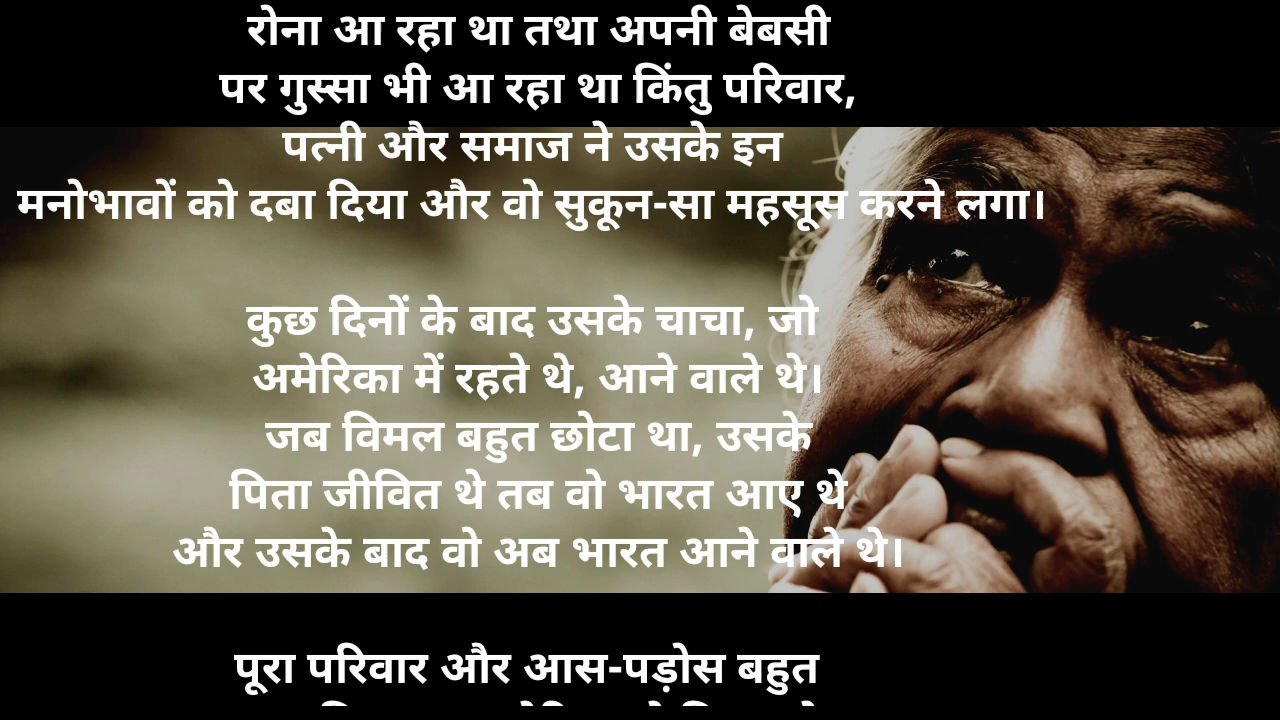 रोना आ रहा था तथा अपनी बेबसी
पर गुस्सा भी आ रहा था किंतु परिवार,
पत्नी और समाज ने उसके इन
मनोभावों को दबा दिया और वो सुकून-सा महसूस करने लगा।
कुछ दिनों के बाद उसके चाचा, जो
अमेरिका में रहते थे, आने वाले थे।
जब विमल बहुत छोटा था, उसके
पिता जीवित थे तब वो भारत आए थे
और उसके बाद वो अब भारत आने वाले थे।
पूरा परिवार और आस-पड़ोस बहुत